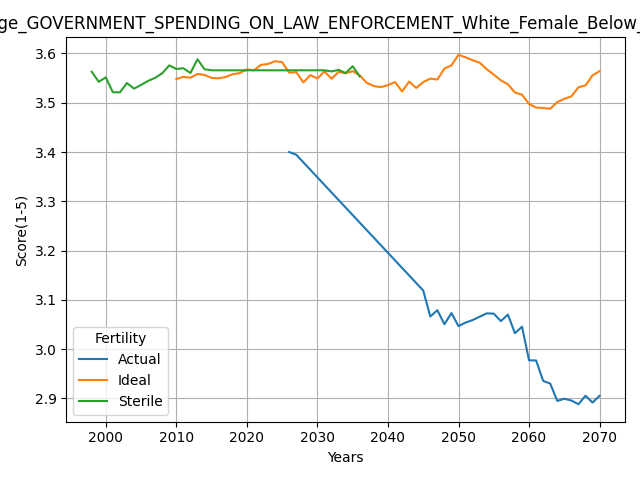 ge_GOVERNMENT_SPENDING_ON_LAW_ENFORCEMENT_White_Female_Below_
3.6
3.5
3.4
3.3
3.2
3.1
3.0
2.9
Score(1-5)
Fertility
Actual
Ideal
Sterile
2000 2010 2020 2030 2040 2050 2060 2070
Years